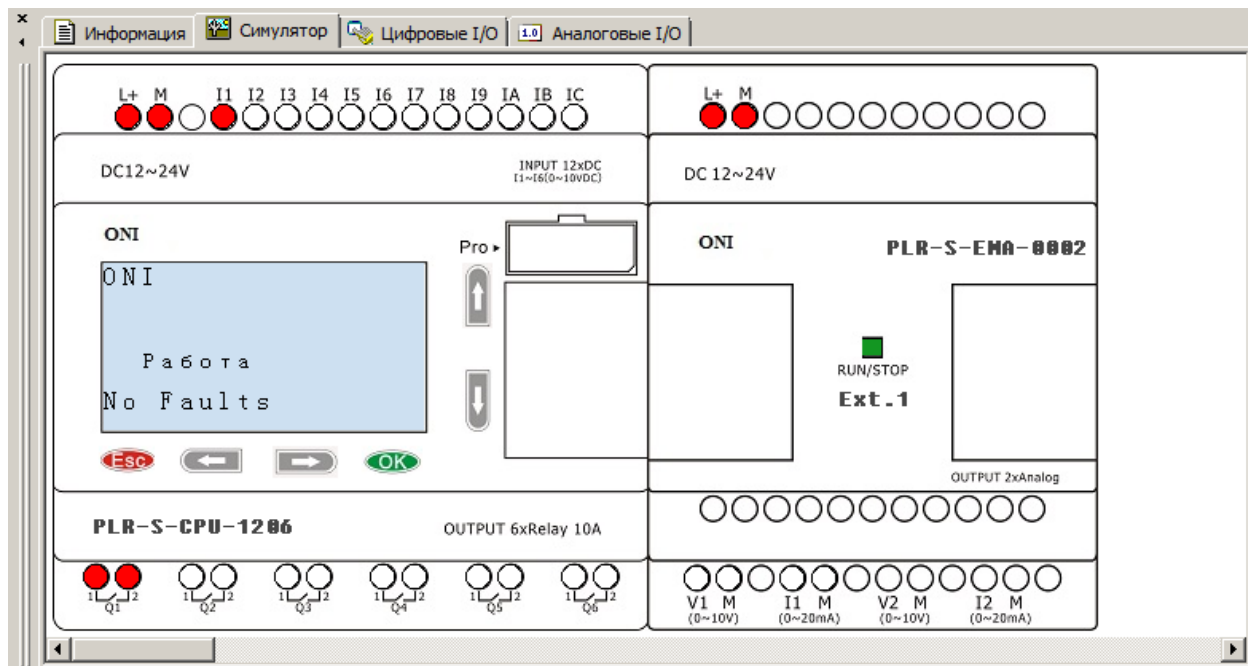 Информация Симулятор Цифровые I/O 1.0 Аналоговые I/O
L+ M I1 I2 I3 I4 I5 I6 I7 I8 I9 IA IB IC
DC12~24V
INPUT 12xDC
I1~I6(0~10VDC)
ONI
Pro
ONI
Работа
No Faults
Esc
OK
PLR-S-CPU-1206
OUTPUT 6xRelay 10A
1 2 1 2 1 2 1 2 1 2 1 2
Q1 Q2 Q3 Q4 Q5 Q6
L+ M
DC 12~24V
ONI
PLR-S-EMA-0002
RUN/STOP
Ext.1
OUTPUT 2xAnalog
V1 M I1 M V2 M I2 M
(0~10V) (0~20mA) (0~10V) (0~20mA)